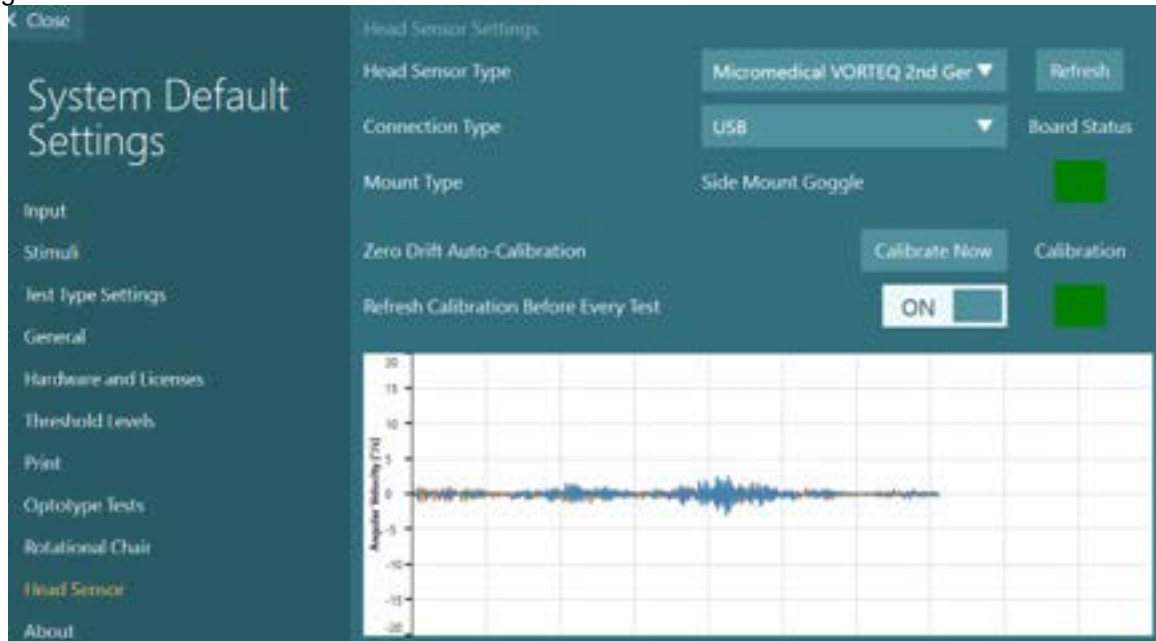 g
Close
System Default
Settings
Input
Stimuli
Test Type Settings
General
Hardware and Licenses
Threshold Levels
Print
Optotype Tests
Rotational Chair
Head Sensor
About
Head Sensor Settings
Head Sensor Type
Micromedical VORTEQ 2nd Ger
Refresh
Connection Type
USB
Board Status
Mount Type
Side Mount Goggle
Zero Drift Auto-Calibration
Calibrate Now
Calibration
Refresh Calibration Before Every Test
ON
Angular Velocity [°/s]
20
15
10
5
0
-5
-10
-15
-20